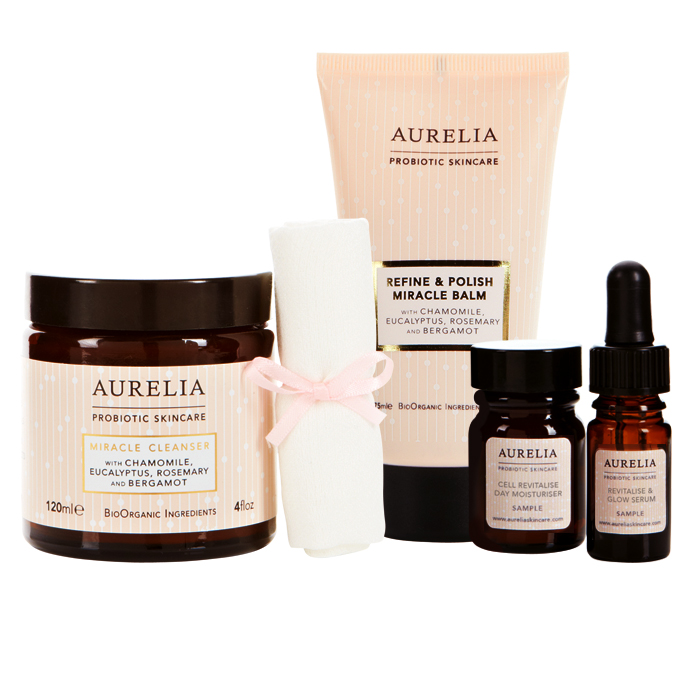 AURELIA
PROBIOTIC SKINCARE
MIRACLE CLEANSER
WITH CHAMOMILE,
EUCALYPTUS, ROSEMARY
AND BERGAMOT
120ml℮ BIOORGANIC INGREDIENTS 4floz
AURELIA
PROBIOTIC SKINCARE
REFINE & POLISH
MIRACLE BALM
WITH CHAMOMILE,
EUCALYPTUS, ROSEMARY
AND BERGAMOT
75ml℮ BIOORGANIC INGREDIENTS
AURELIA
PROBIOTIC SKINCARE
CELL REVITALISE
DAY MOISTURISER
SAMPLE
www.aureliaskincare.com
AURELIA
PROBIOTIC SKINCARE
REVITALISE &
GLOW SERUM
SAMPLE
www.aureliaskincare.com